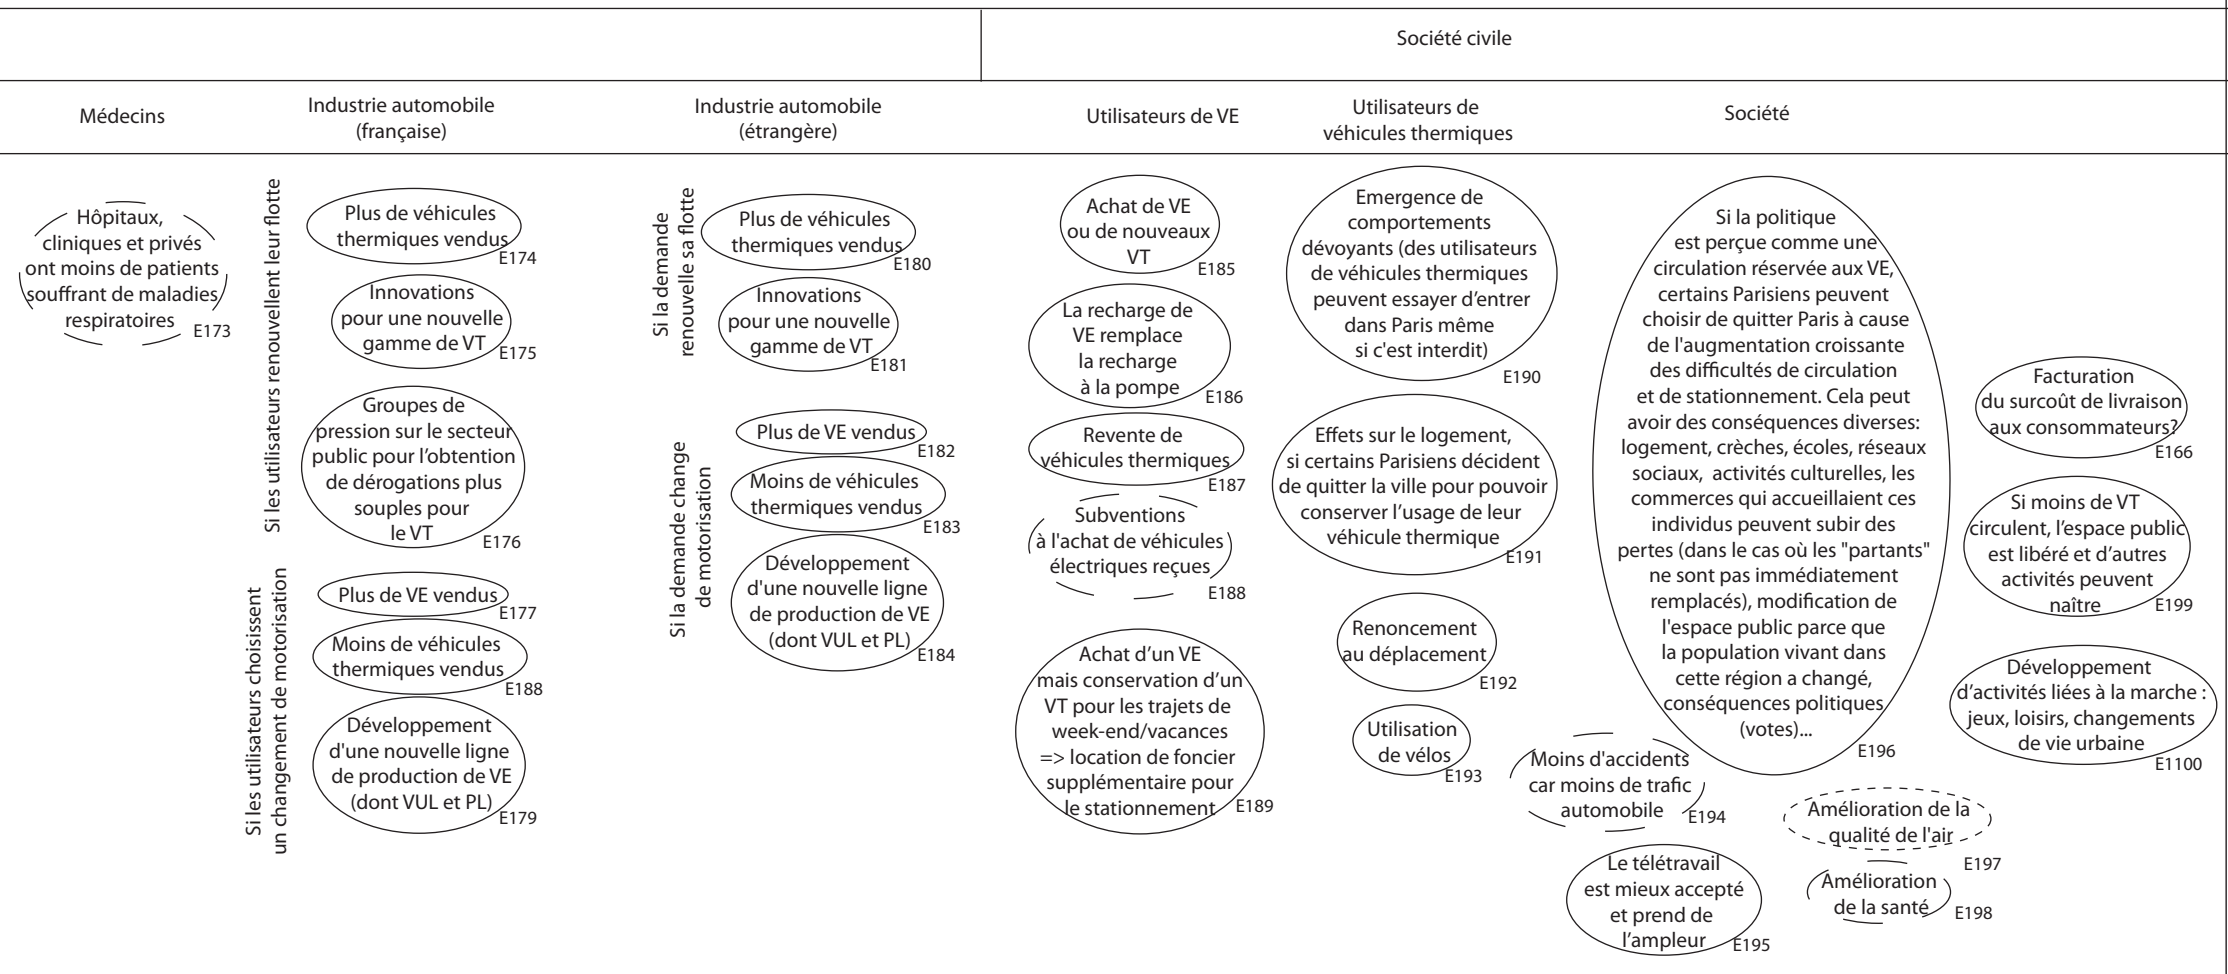 Société civile
Médecins
Industrie automobile
(française)
Industrie automobile
(étrangère)
Utilisateurs de VE
Utilisateurs de
véhicules thermiques
Société
Hôpitaux,
cliniques et privés
ont moins de patients
souffrant de maladies
respiratoires
E173
Si les utilisateurs renouvellent leur flotte
Plus de véhicules
thermiques vendus
E174
Innovations
pour une nouvelle
gamme de VT
E175
Groupes de
pression sur le secteur
public pour l'obtention
de dérogations plus
souples pour
le VT
E176
Si les utilisateurs choisissent
un changement de motorisation
Plus de VE vendus
E177
Moins de véhicules
thermiques vendus
E188
Développement
d'une nouvelle ligne
de production de VE
(dont VUL et PL)
E179
Si la demande
renouvelle sa flotte
Plus de véhicules
thermiques vendus
E180
Innovations
pour une nouvelle
gamme de VT
E181
Si la demande change
de motorisation
Plus de VE vendus
E182
Moins de véhicules
thermiques vendus
E183
Développement
d'une nouvelle ligne
de production de VE
(dont VUL et PL)
E184
Achat de VE
ou de nouveaux
VT
E185
La recharge de
VE remplace
la recharge
à la pompe
E186
Revente de
véhicules thermiques
E187
Subventions
à l'achat de véhicules
électriques reçues
E188
Achat d'un VE
mais conservation d'un
VT pour les trajets de
week-end/vacances
=> location de foncier
supplémentaire pour
le stationnement
E189
Emergence de
comportements
dévoyants (des utilisateurs
de véhicules thermiques
peuvent essayer d'entrer
dans Paris même
si c'est interdit)
E190
Effets sur le logement,
si certains Parisiens décident
de quitter la ville pour pouvoir
conserver l'usage de leur
véhicule thermique
E191
Renoncement
au déplacement
E192
Utilisation
de vélos
E193
Moins d'accidents
car moins de trafic
automobile
E194
Le télétravail
est mieux accepté
et prend de
l'ampleur
E195
Si la politique
est perçue comme une
circulation réservée aux VE,
certains Parisiens peuvent
choisir de quitter Paris à cause
de l'augmentation croissante
des difficultés de circulation
et de stationnement. Cela peut
avoir des conséquences diverses:
logement, crèches, écoles, réseaux
sociaux, activités culturelles, les
commerces qui accueillaient ces
individus peuvent subir des
pertes (dans le cas où les "partants"
ne sont pas immédiatement
remplacés), modification de
l'espace public parce que
la population vivant dans
cette région a changé,
conséquences politiques
(votes)...
E196
Amélioration de la
qualité de l'air
E197
Amélioration
de la santé
E198
Facturation
du surcoût de livraison
aux consommateurs?
E166
Si moins de VT
circulent, l'espace public
est libéré et d'autres
activités peuvent
naître
E199
Développement
d'activités liées à la marche :
jeux, loisirs, changements
de vie urbaine
E1100